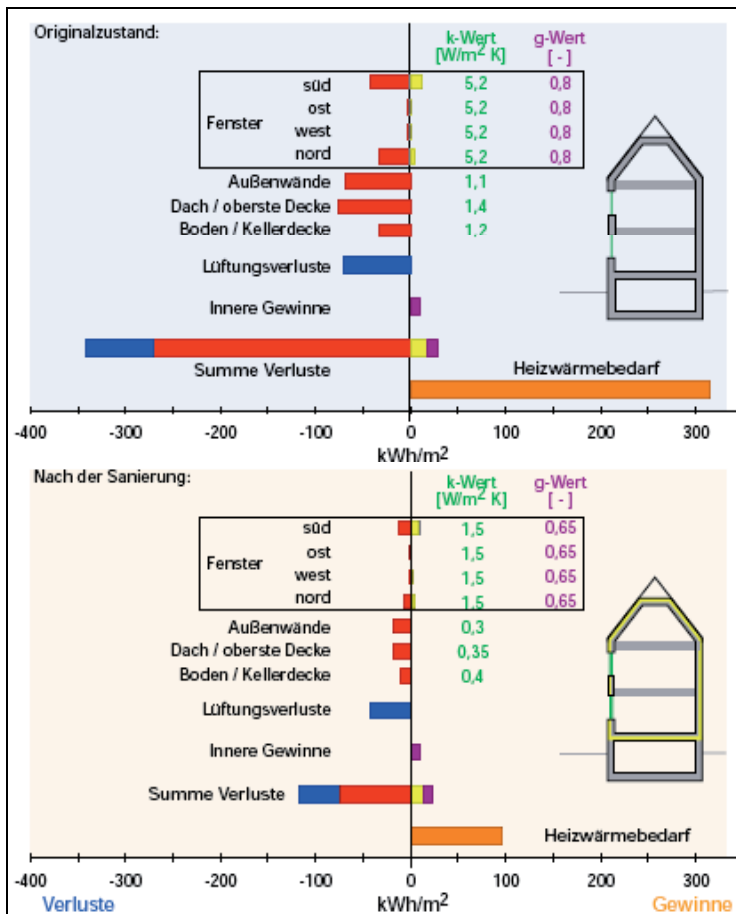 Originalzustand:
k-Wert g-Wert
[W/m² K] [ - ]
süd 5,2 0,8
ost 5,2 0,8
Fenster
west 5,2 0,8
nord 5,2 0,8
Außenwände 1,1
Dach / oberste Decke 1,4
Boden / Kellerdecke 1,2
Lüftungsverluste
Innere Gewinne
Summe Verluste Heizwärmebedarf
-400 -300 -200 -100 0 100 200 300
kWh/m²
Nach der Sanierung:
k-Wert g-Wert
[W/m² K] [ - ]
süd 1,5 0,65
ost 1,5 0,65
Fenster
west 1,5 0,65
nord 1,5 0,65
Außenwände 0,3
Dach / oberste Decke 0,35
Boden / Kellerdecke 0,4
Lüftungsverluste
Innere Gewinne
Summe Verluste
Heizwärmebedarf
-400 -300 -200 -100 0 100 200 300
Verluste kWh/m² Gewinne